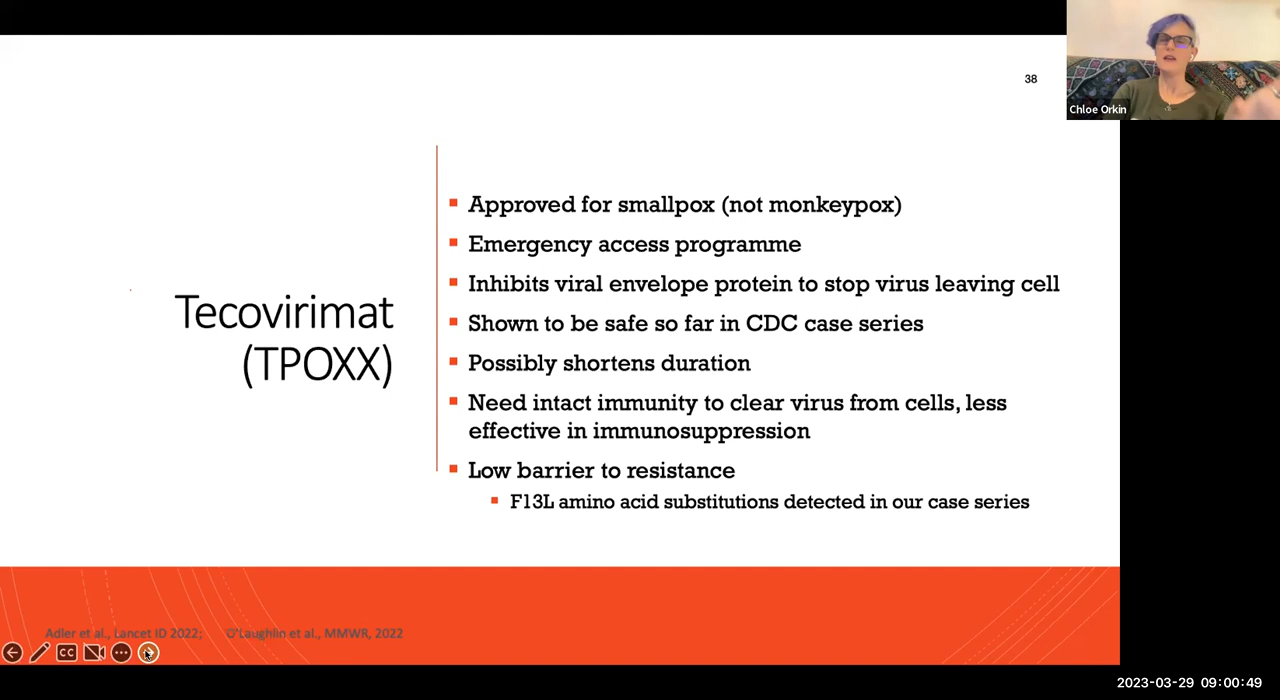 38
Chloe Orkin
Tecovirimat
(TPOXX)
Approved for smallpox (not monkeypox)
Emergency access programme
Inhibits viral envelope protein to stop virus leaving cell
Shown to be safe so far in CDC case series
Possibly shortens duration
Need intact immunity to clear virus from cells, less
effective in immunosuppression
Low barrier to resistance
F13L amino acid substitutions detected in our case series
Adler et al., Lancet ID 2022; O'Laughlin et al., MMWR, 2022
CC
2023-03-29 09:00:49